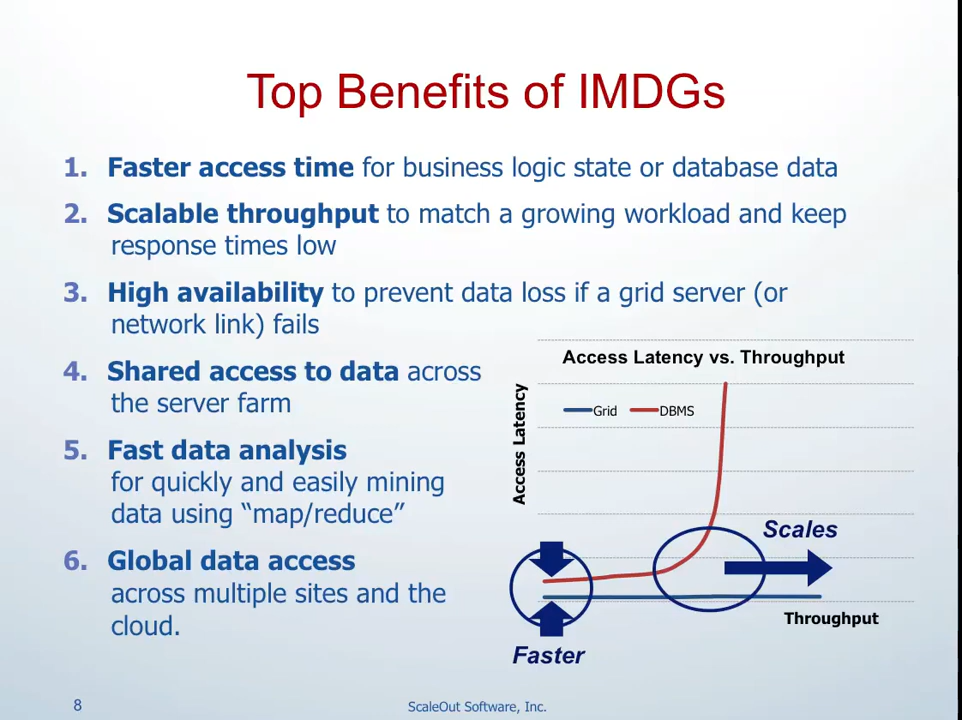 Top Benefits of IMDGs
1. Faster access time for business logic state or database data
2. Scalable throughput to match a growing workload and keep
response times low
3. High availability to prevent data loss if a grid server (or
network link) fails
4. Shared access to data across
the server farm
5. Fast data analysis
for quickly and easily mining
data using “map/reduce”
6. Global data access
across multiple sites and the
cloud.
Access Latency vs. Throughput
Access Latency
Grid DBMS
Scales
Throughput
Faster
8
ScaleOut Software, Inc.